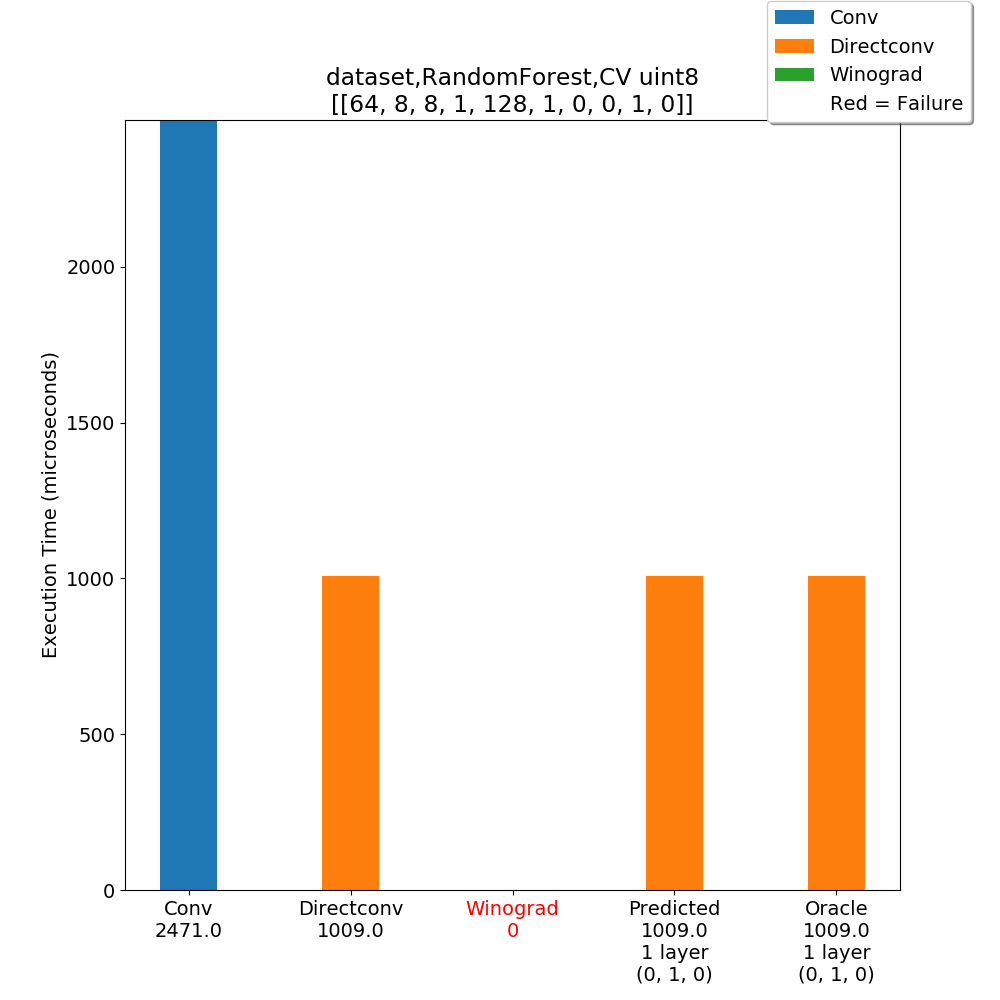 Conv
Directconv
Winograd
Red = Failure
dataset,RandomForest,CV uint8
[[64, 8, 8, 1, 128, 1, 0, 0, 1, 0]]
Execution Time (microseconds)
2000
1500
1000
500
0
Conv
2471.0
Directconv
1009.0
Winograd
0
Predicted
1009.0
1 layer
(0, 1, 0)
Oracle
1009.0
1 layer
(0, 1, 0)